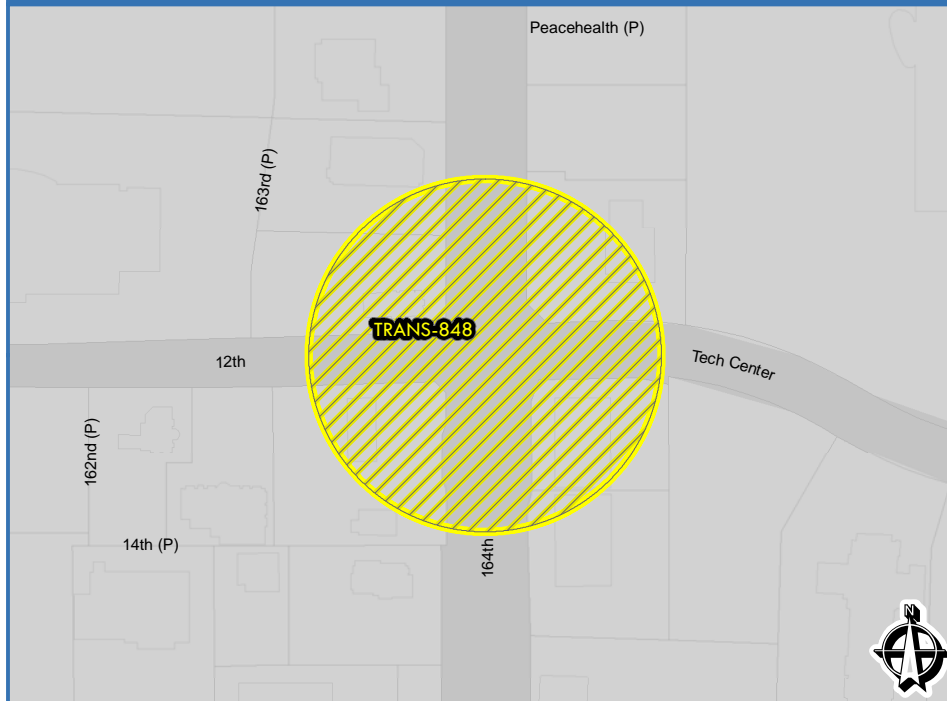 Peacehealth (P)
163rd (P)
TRANS-848
12th
Tech Center
162nd (P)
14th (P)
164th
N